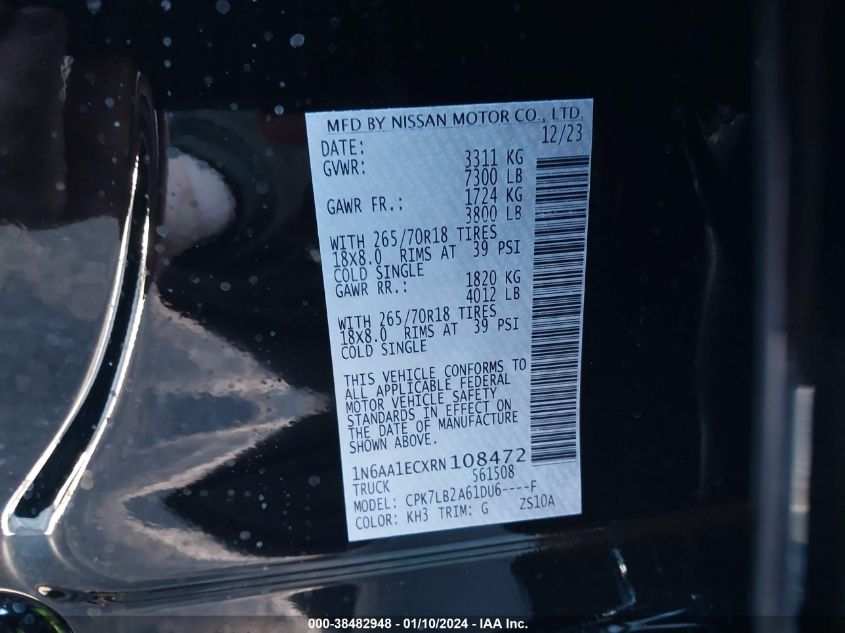 MFD BY NISSAN MOTOR CO., LTD.
DATE: 12/23
GVWR: 3311 KG
7300 LB
GAWR FR.: 1724 KG
3800 LB
WITH 265/70R18 TIRES
18X8.0 RIMS AT 39 PSI
COLD SINGLE
GAWR RR.: 1820 KG
4012 LB
WITH 265/70R18 TIRES
18X8.0 RIMS AT 39 PSI
COLD SINGLE
THIS VEHICLE CONFORMS TO
ALL APPLICABLE FEDERAL
MOTOR VEHICLE SAFETY
STANDARDS IN EFFECT ON
THE DATE OF MANUFACTURE
SHOWN ABOVE.
1N6AA1ECXRN108472
TRUCK 561508
MODEL: CPK7LB2A61DU6----F
COLOR: KH3 TRIM: G ZS10A
000-38482948 - 01/10/2024 - IAA Inc.